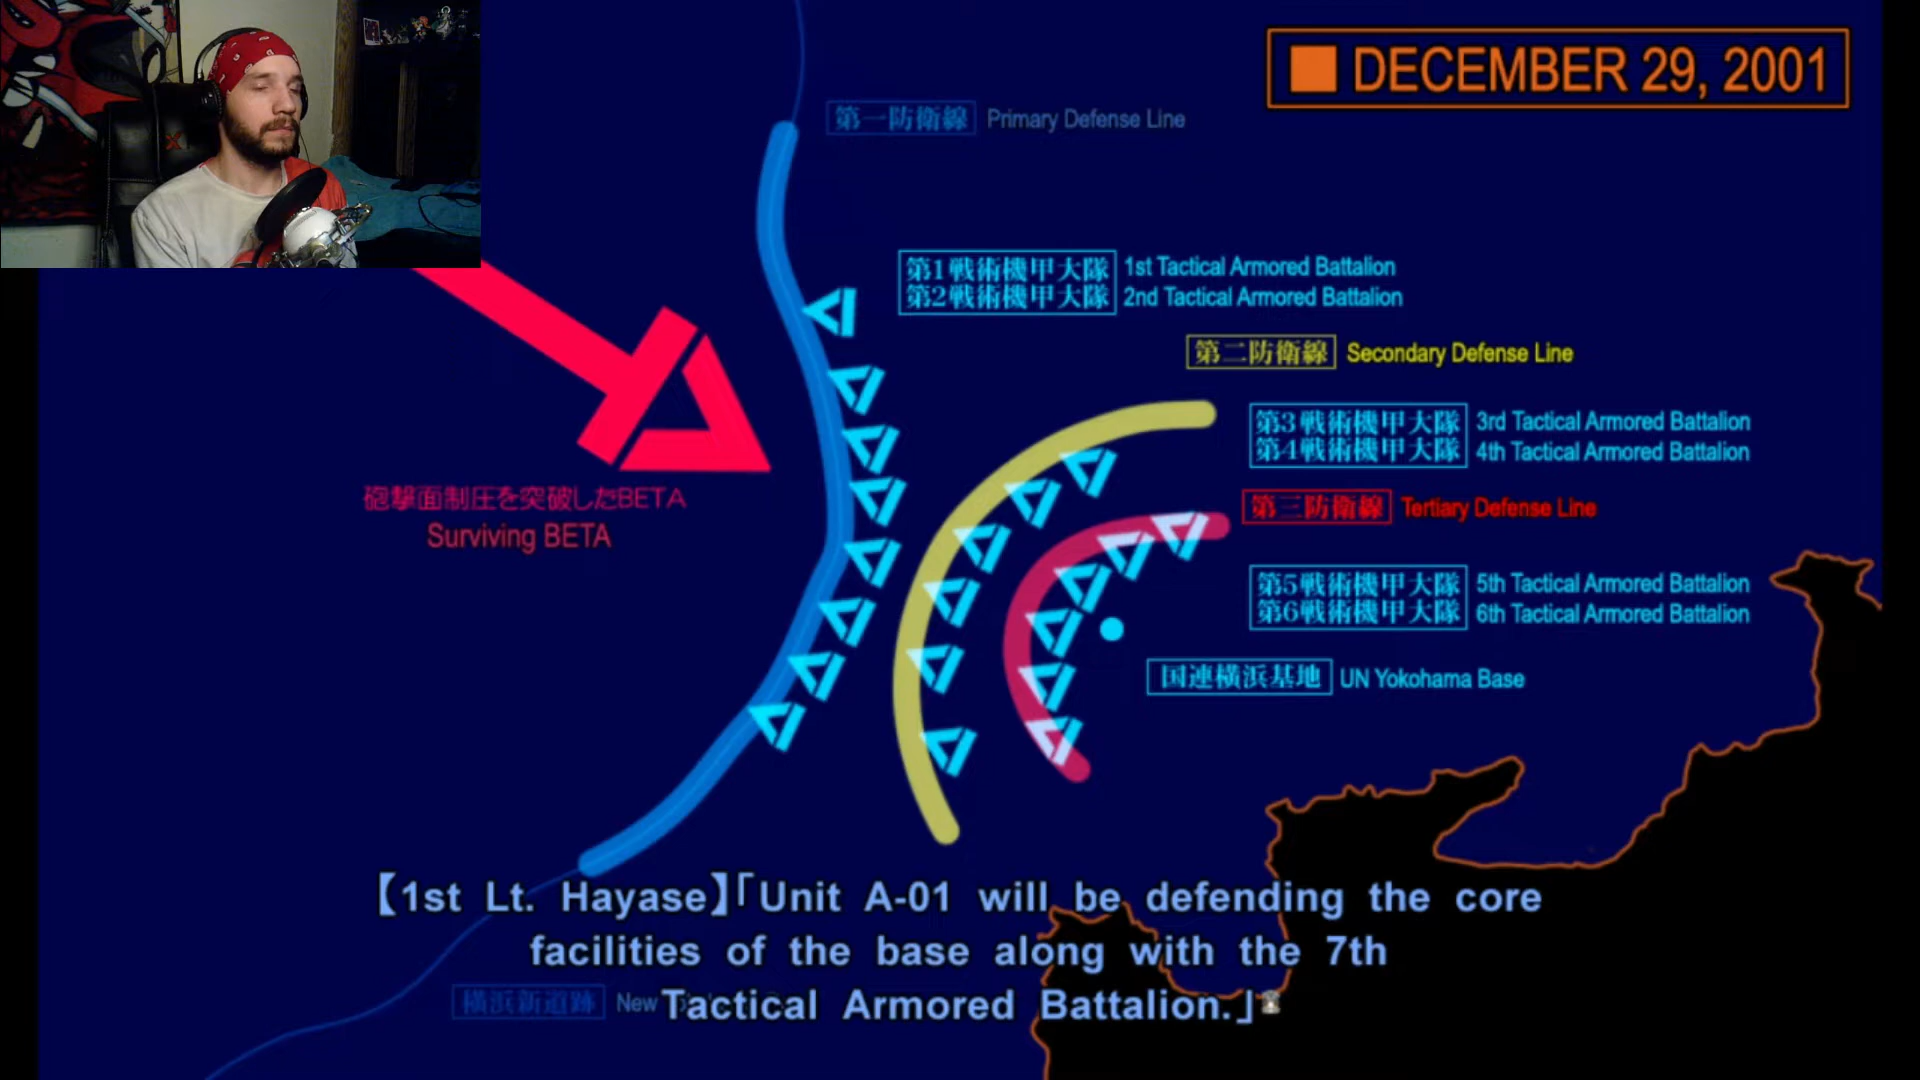 DECEMBER 29, 2001
第一防衛線 Primary Defense Line
第1戦術機甲大隊 1st Tactical Armored Battalion
第2戦術機甲大隊 2nd Tactical Armored Battalion
第二防衛線 Secondary Defense Line
第3戦術機甲大隊 3rd Tactical Armored Battalion
第4戦術機甲大隊 4th Tactical Armored Battalion
砲撃面制圧を突破したBETA
Surviving BETA
第三防衛線 Tertiary Defense Line
第5戦術機甲大隊 5th Tactical Armored Battalion
第6戦術機甲大隊 6th Tactical Armored Battalion
国連横浜基地 UN Yokohama Base
【1st Lt. Hayase】「Unit A-01 will be defending the core
facilities of the base along with the 7th
Tactical Armored Battalion.」
横浜新道跡 New